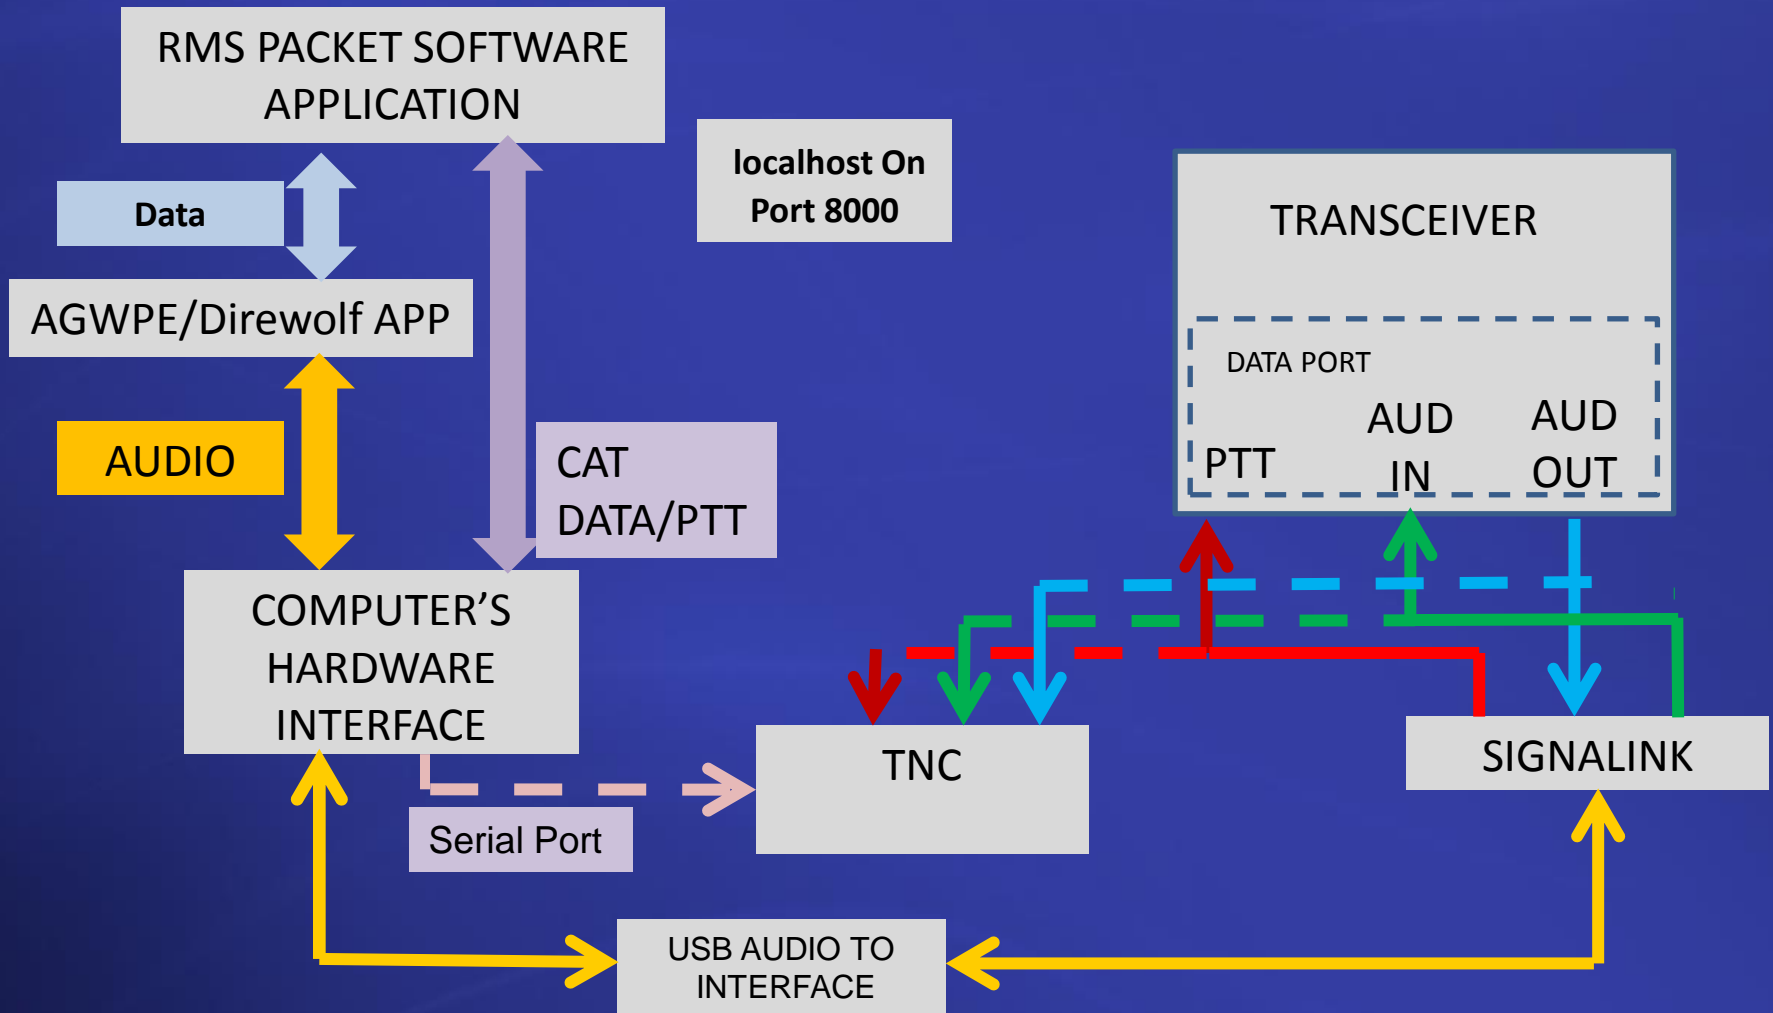 RMS PACKET SOFTWARE
APPLICATION
localhost On
Port 8000
Data
TRANSCEIVER
AGWPE/Direwolf APP
DATA PORT
PTT
AUD
IN
AUD
OUT
AUDIO
CAT
DATA/PTT
COMPUTER’S
HARDWARE
INTERFACE
TNC
SIGNALINK
Serial Port
USB AUDIO TO
INTERFACE